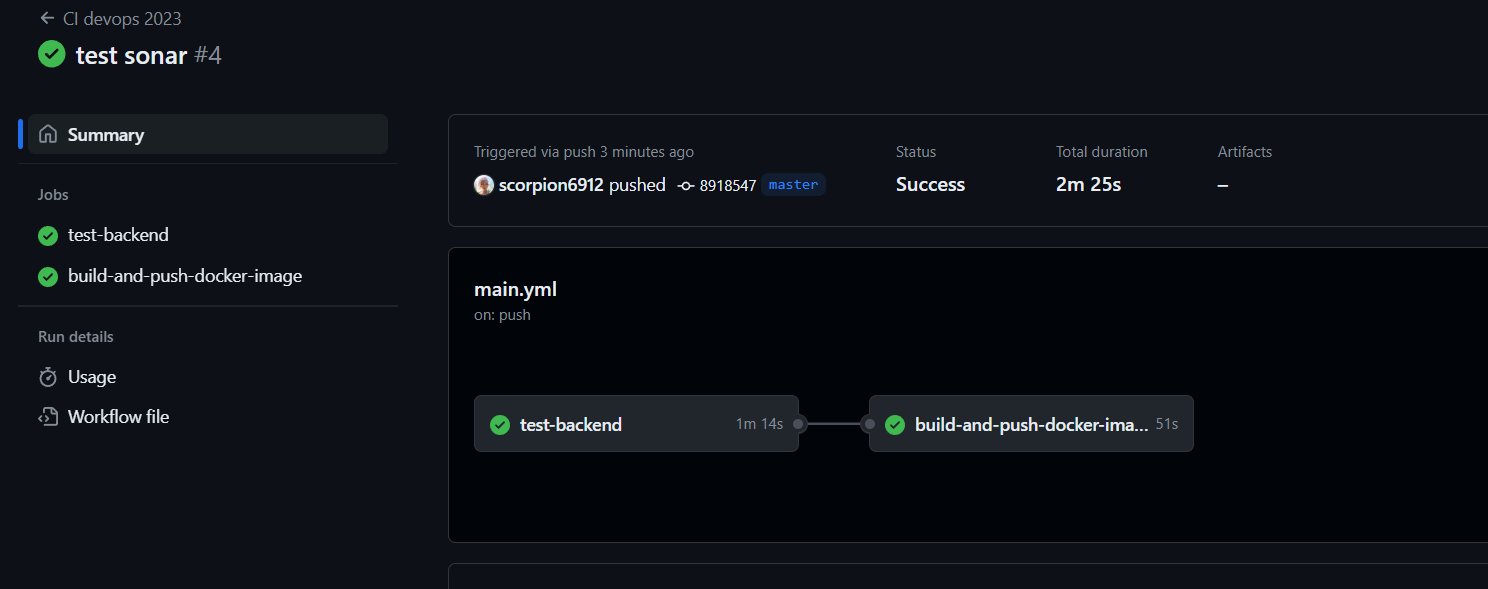 CI devops 2023
test sonar #4
Summary
Jobs
test-backend
build-and-push-docker-image
Run details
Usage
Workflow file
Triggered via push 3 minutes ago
scorpion6912 pushed 8918547 master
Status
Success
Total duration
2m 25s
Artifacts
–
main.yml
on: push
test-backend 1m 14s
build-and-push-docker-ima... 51s